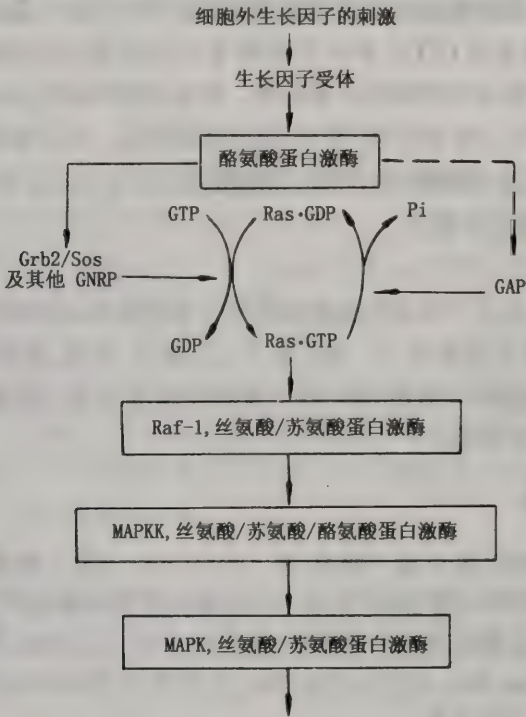 细胞外生长因子的刺激
生长因子受体
酪氨酸蛋白激酶
GTP
Ras·GDP
Pi
Grb2/Sos
及其他 GNRP
GAP
GDP
Ras·GTP
Raf-1,丝氨酸/苏氨酸蛋白激酶
MAPKK,丝氨酸/苏氨酸/酪氨酸蛋白激酶
MAPK,丝氨酸/苏氨酸蛋白激酶